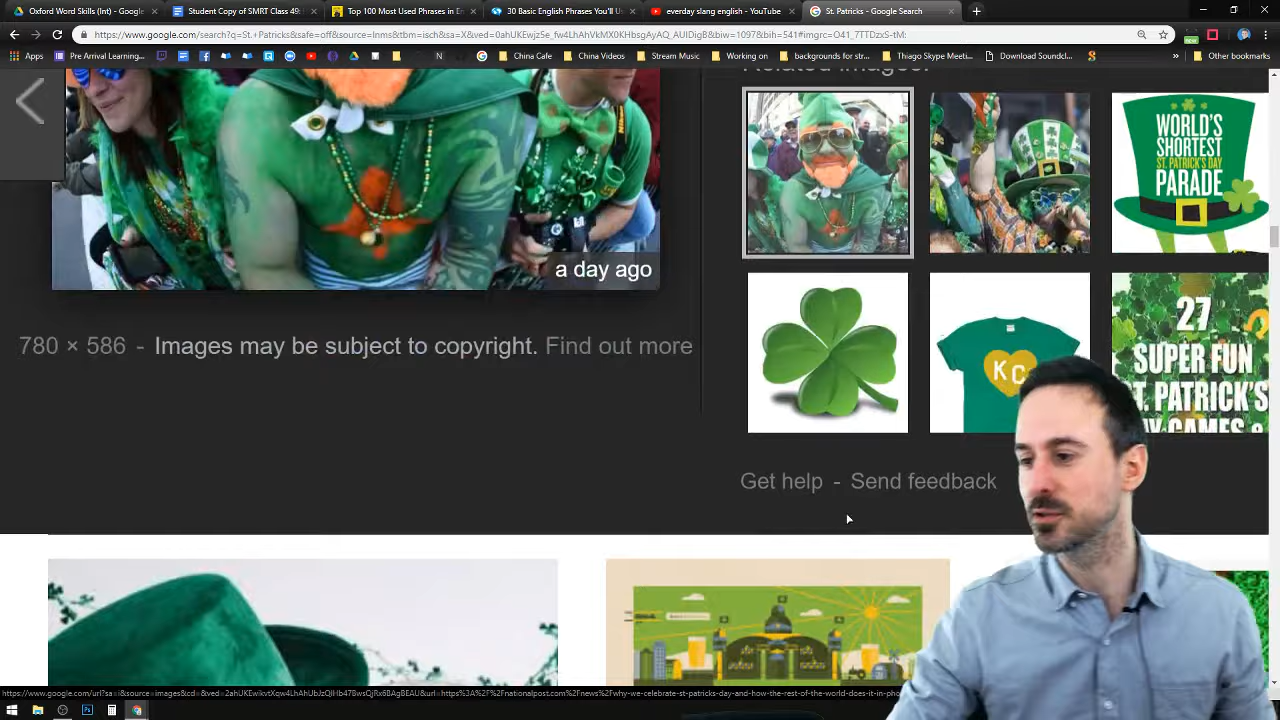 Oxford Word Skills (Int) - Google D
Student Copy of SMRT Class 49:
Top 100 Most Used Phrases in En
30 Basic English Phrases You'll Us
everday slang english - YouTube
St. Patricks - Google Search
Apps
Pre Arrival Learning...
China Cafe
China Videos
Stream Music
Working on
backgrounds for str...
Thiago Skype Meeti...
Download Soundcl...
Other bookmarks
new
WORLD'S
SHORTEST
ST. PATRICK'S DAY
PARADE
a day ago
780 × 586 - Images may be subject to copyright. Find out more
KC
27
SUPER FUN
ST. PATRICK'S
Get help - Send feedback